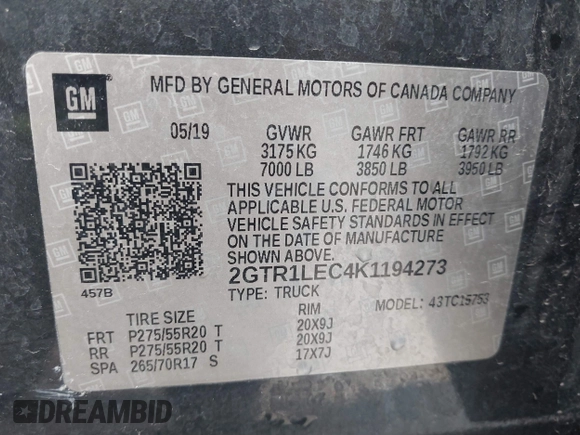 GM
MFD BY GENERAL MOTORS OF CANADA COMPANY
05/19 GVWR GAWR FRT GAWR RR
3175 KG 1746 KG 1792 KG
7000 LB 3850 LB 3950 LB
THIS VEHICLE CONFORMS TO ALL
APPLICABLE U.S. FEDERAL MOTOR
VEHICLE SAFETY STANDARDS IN EFFECT
ON THE DATE OF MANUFACTURE
SHOWN ABOVE.
2GTR1LEC4K1194273
457B TYPE: TRUCK MODEL: 43TC15753
TIRE SIZE RIM
FRT P275/55R20 T 20X9J
RR P275/55R20 T 20X9J
SPA 265/70R17 S 17X7J
DREAMBID